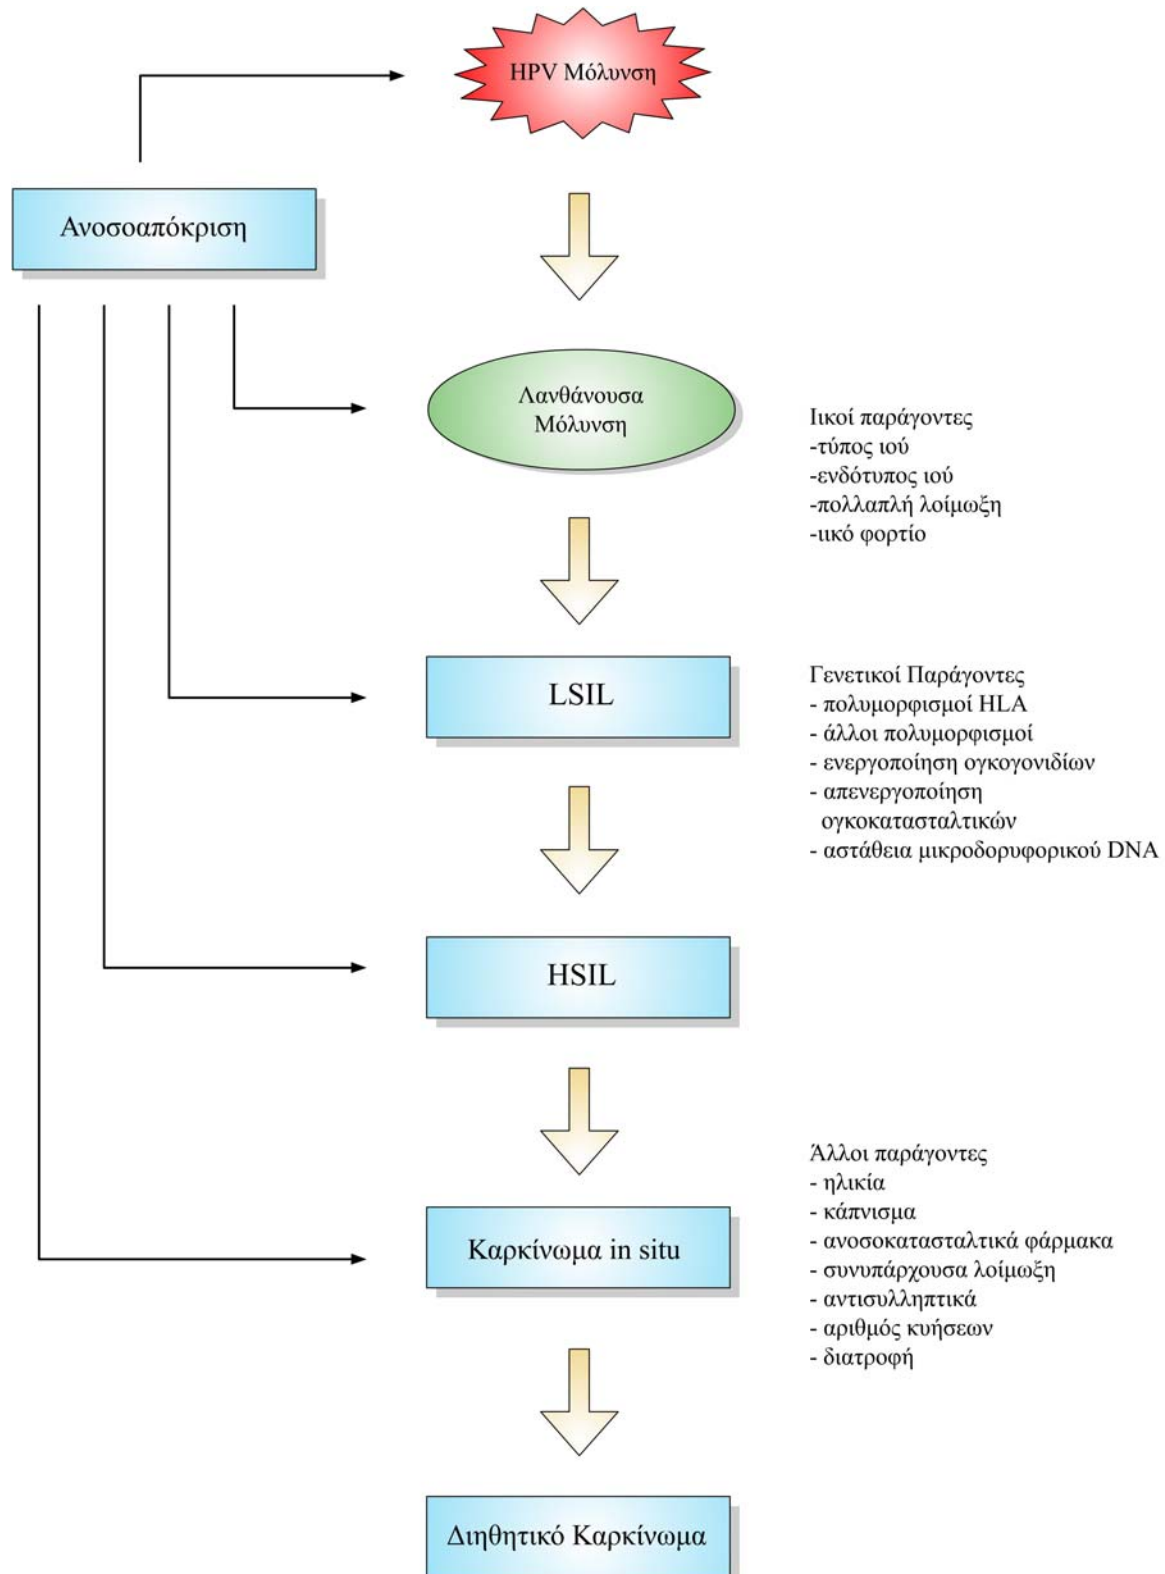 HPV Μόλυνση
Ανοσοαπόκριση
Λανθάνουσα
Μόλυνση
Ιικοί παράγοντες
-τύπος ιού
-ενδότυπος ιού
-πολλαπλή λοίμωξη
-ιικό φορτίο
LSIL
Γενετικοί Παράγοντες
- πολυμορφισμοί HLA
- άλλοι πολυμορφισμοί
- ενεργοποίηση ογκογονιδίων
- απενεργοποίηση
ογκοκατασταλτικών
- αστάθεια μικροδορυφορικού DNA
HSIL
Άλλοι παράγοντες
- ηλικία
- κάπνισμα
- ανοσοκατασταλτικά φάρμακα
- συνυπάρχουσα λοίμωξη
- αντισυλληπτικά
- αριθμός κυήσεων
- διατροφή
Καρκίνωμα in situ
Διηθητικό Καρκίνωμα